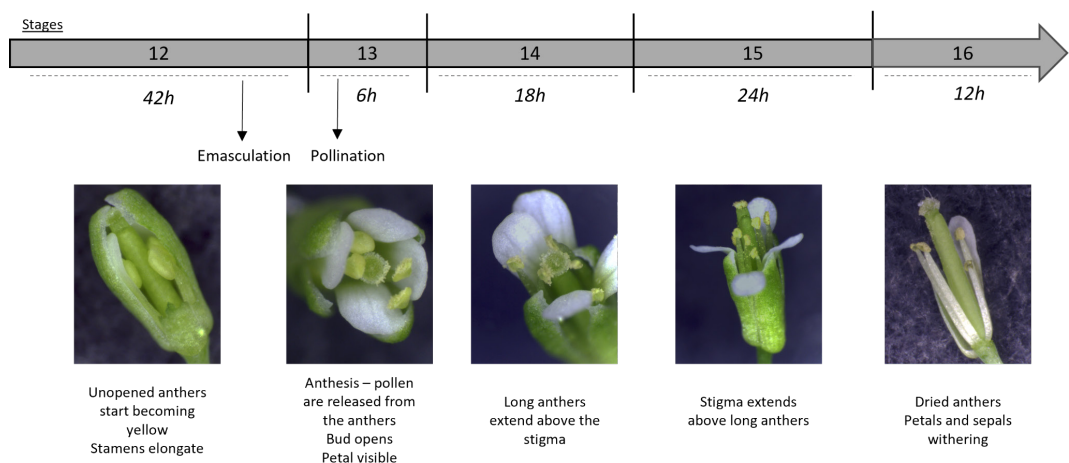 Stages
12
13
14
15
16
42h
6h
18h
24h
12h
Emasculation
Pollination
Unopened anthers
start becoming
yellow
Stamens elongate
Anthesis – pollen
are released from
the anthers
Bud opens
Petal visible
Long anthers
extend above the
stigma
Stigma extends
above long anthers
Dried anthers
Petals and sepals
withering